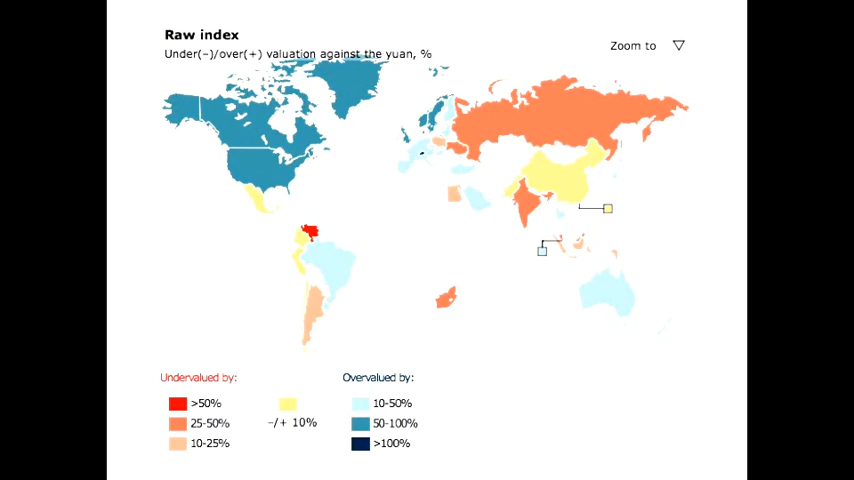 Raw index
Under(–)/over(+) valuation against the yuan, %
Zoom to
Undervalued by:
Overvalued by:
>50%
10-50%
25-50%
–/+ 10%
50-100%
10-25%
>100%